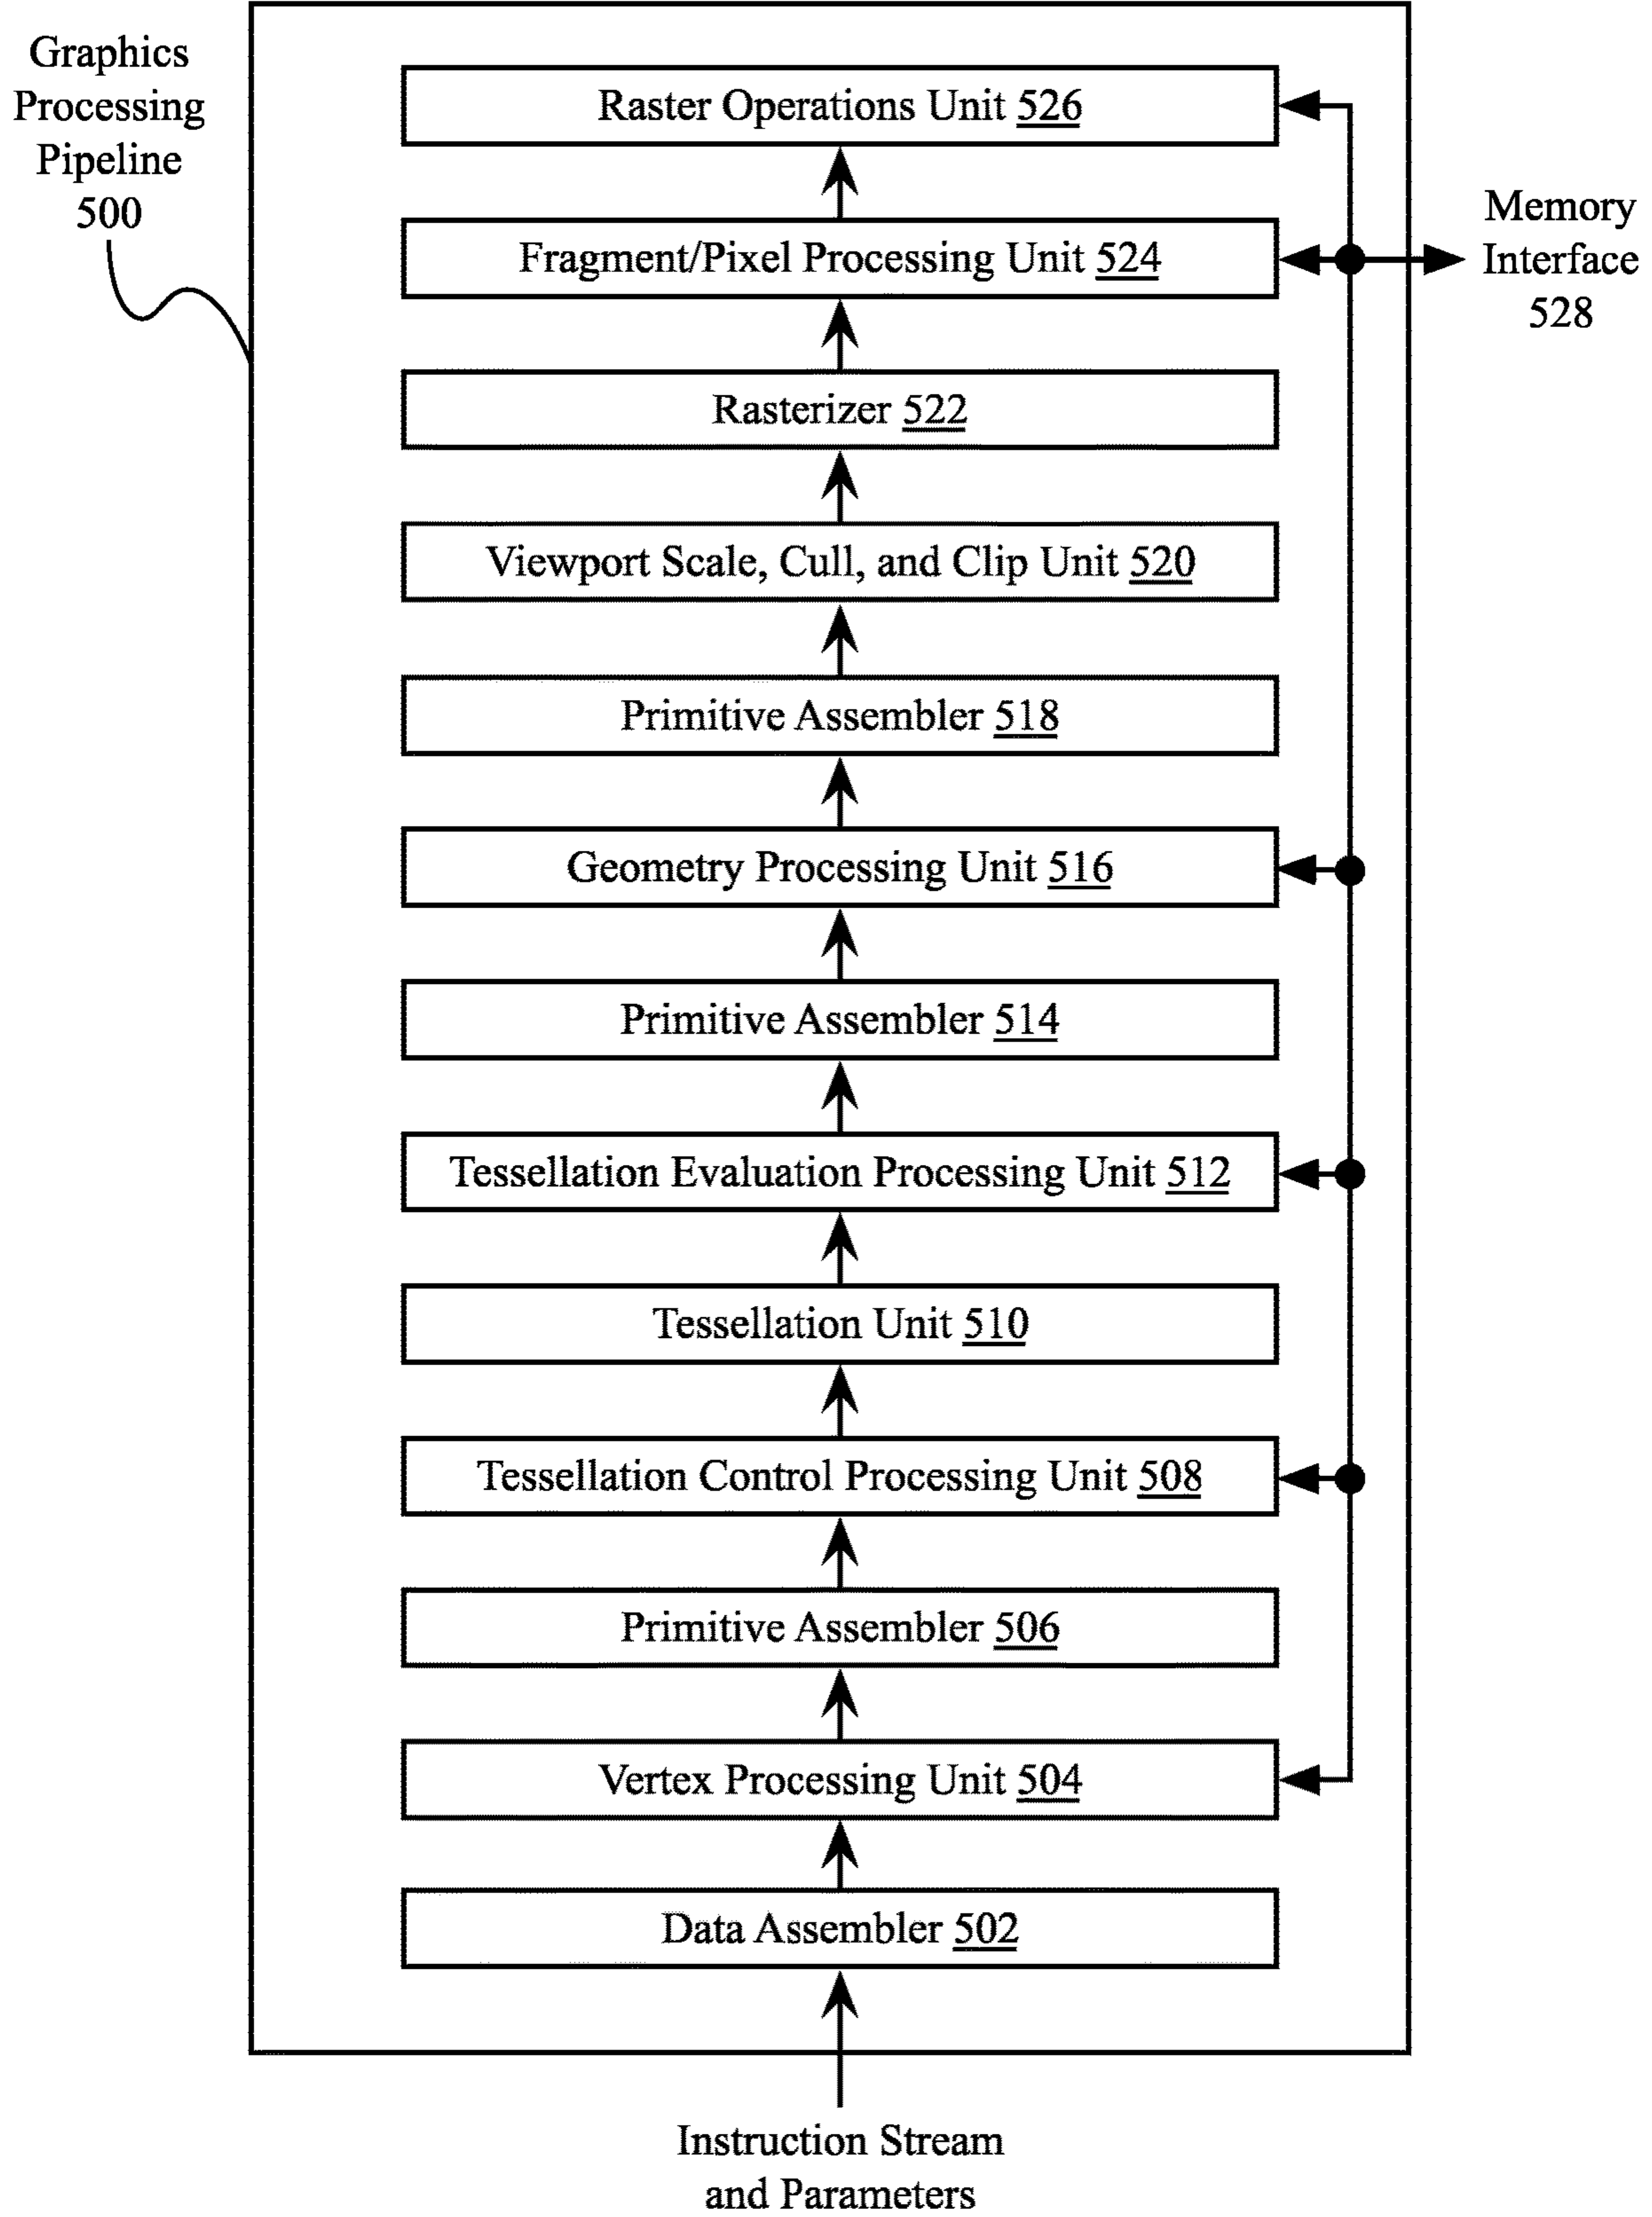 Graphics
Processing
Pipeline
500
Raster Operations Unit 526
Fragment/Pixel Processing Unit 524
Memory
Interface
528
Rasterizer 522
Viewport Scale, Cull, and Clip Unit 520
Primitive Assembler 518
Geometry Processing Unit 516
Primitive Assembler 514
Tessellation Evaluation Processing Unit 512
Tessellation Unit 510
Tessellation Control Processing Unit 508
Primitive Assembler 506
Vertex Processing Unit 504
Data Assembler 502
Instruction Stream
and Parameters